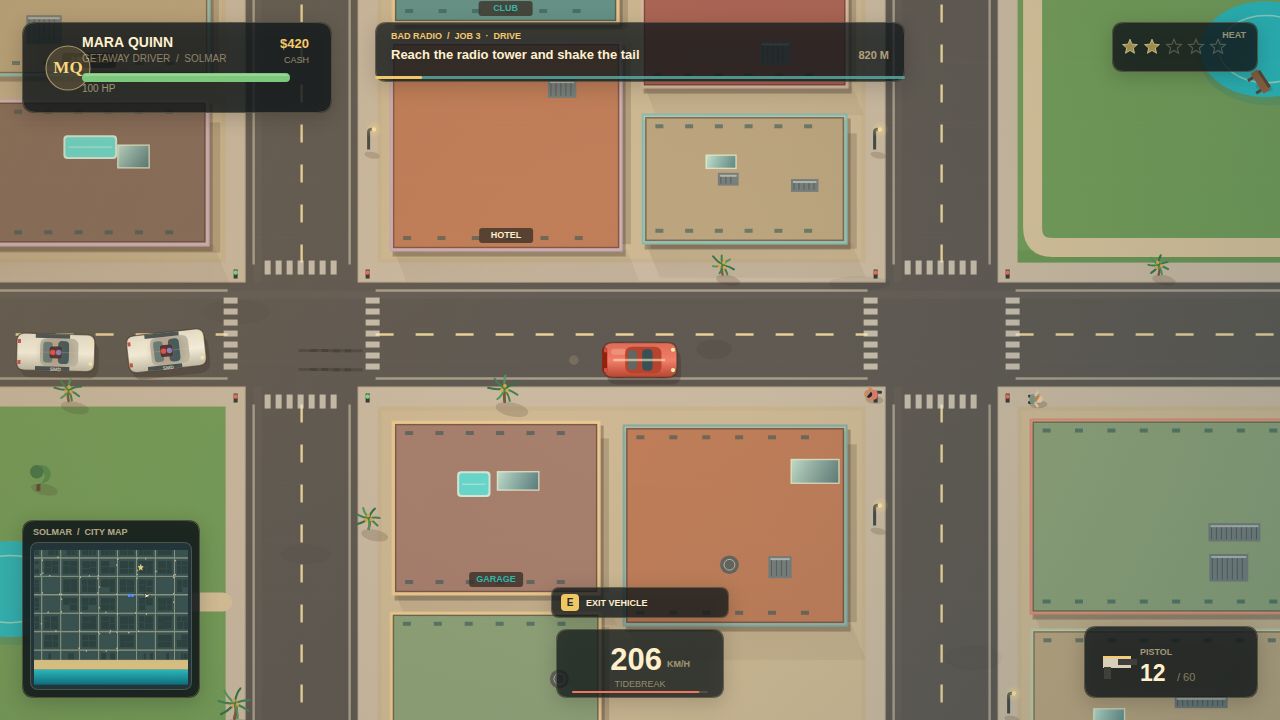 CLUB
MARA QUINN
GETAWAY DRIVER / SOLMAR
MQ
100 HP
$420
CASH
BAD RADIO / JOB 3 · DRIVE
Reach the radio tower and shake the tail
820 M
HEAT
HOTEL
SMD
SMD
SOLMAR / CITY MAP
GARAGE
E EXIT VEHICLE
206 KM/H
TIDEBREAK
PISTOL
12 / 60